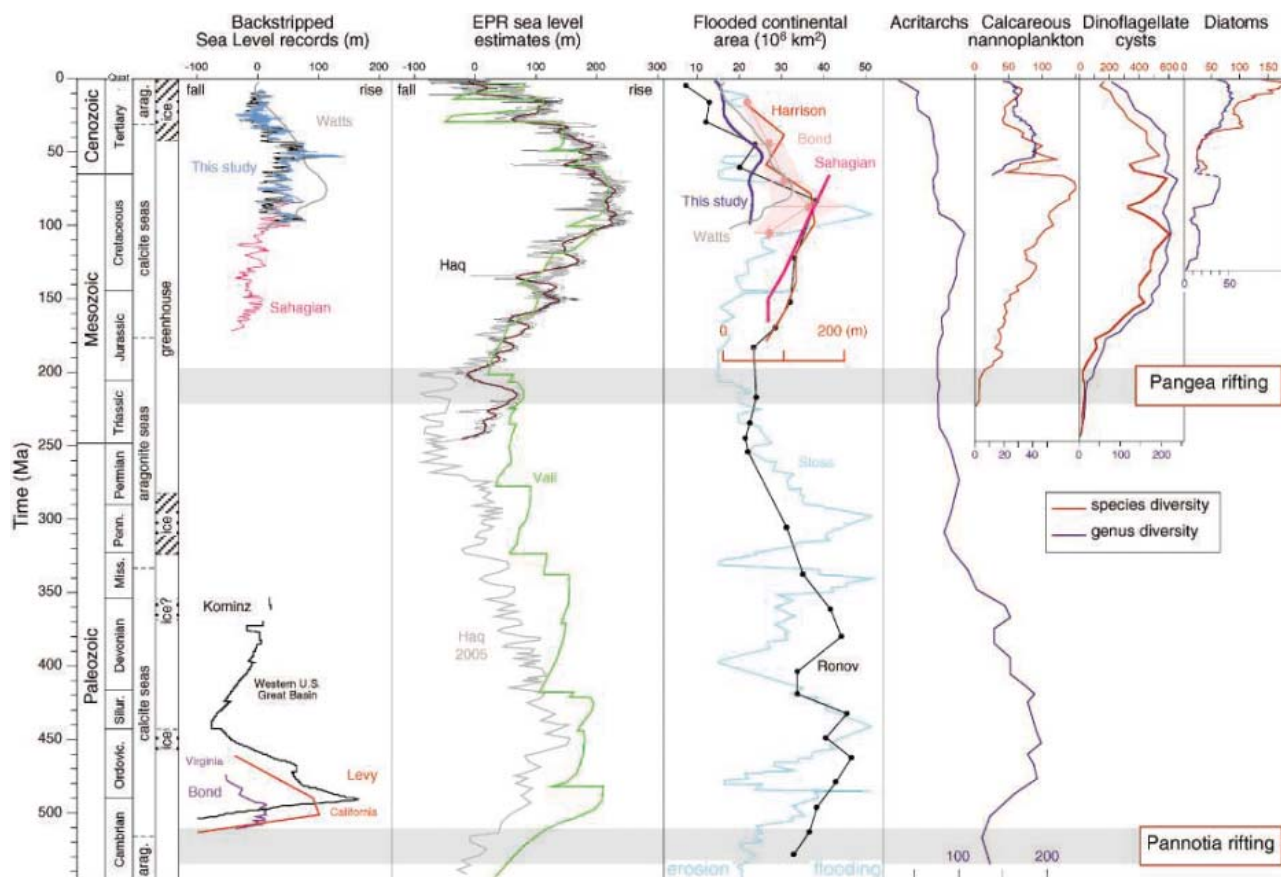 Backstripped
Sea Level records (m)
EPR sea level
estimates (m)
Flooded continental
area (10⁶ km²)
Acritarchs
Calcareous
nannoplankton
Dinoflagellate
cysts
Diatoms
-100 0 100 200
0 100 200 300
10 20 30 40 50
0 50 100 150
0 200 400 600
0 50 100 150
fall rise
fall rise
Time (Ma)
0
50
100
150
200
250
300
350
400
450
500
Cenozoic
Mesozoic
Paleozoic
Quat.
Tertiary
Cretaceous
Jurassic
Triassic
Permian
Penn.
Miss.
Devonian
Silur.
Ordovic.
Cambrian
arag.
calcite seas
aragonite seas
calcite seas
arag.
ice
greenhouse
ice
ice?
ice
Watts
This study
Sahagian
Kominz
Western U.S.
Great Basin
Virginia
Bond
Levy
California
Haq
Vail
Haq
2005
Harrison
Bond
Sahagian
This study
Watts
0 200 (m)
Sloss
Ronov
erosion flooding
100 200
0 20 40
0 100 200
0 50
Pangea rifting
species diversity
genus diversity
Pannotia rifting